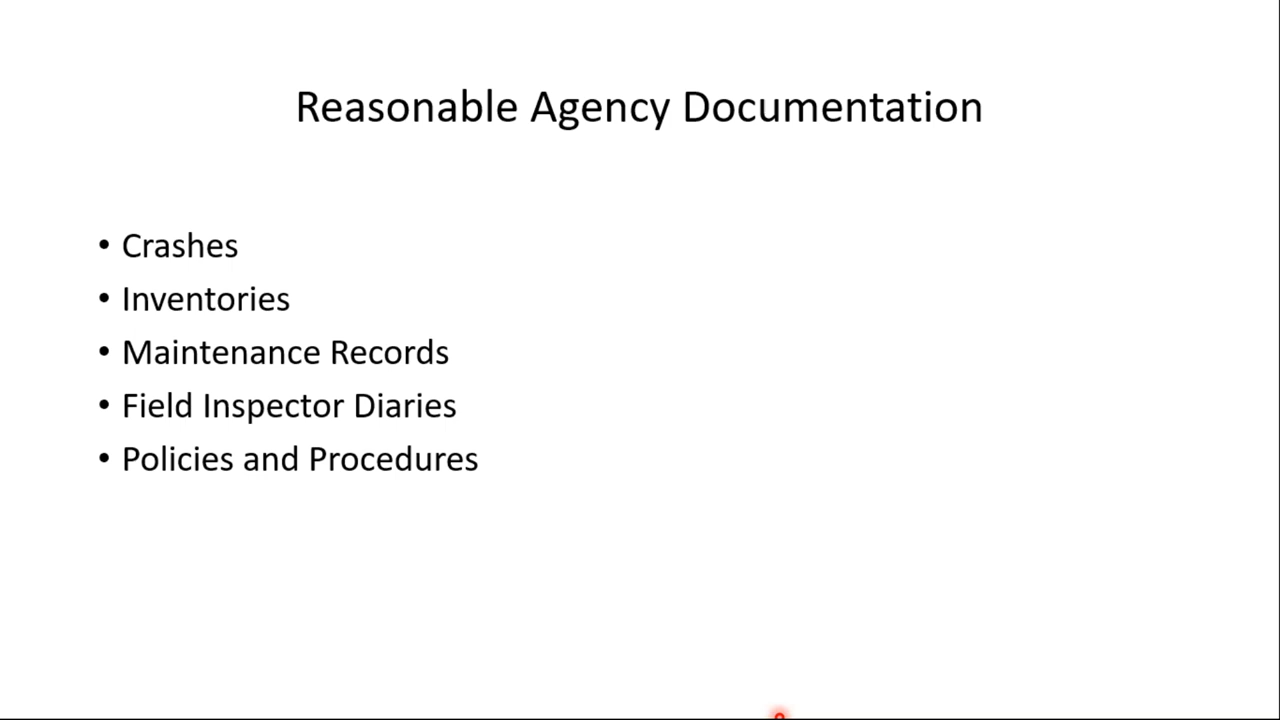 Reasonable Agency Documentation
• Crashes
• Inventories
• Maintenance Records
• Field Inspector Diaries
• Policies and Procedures